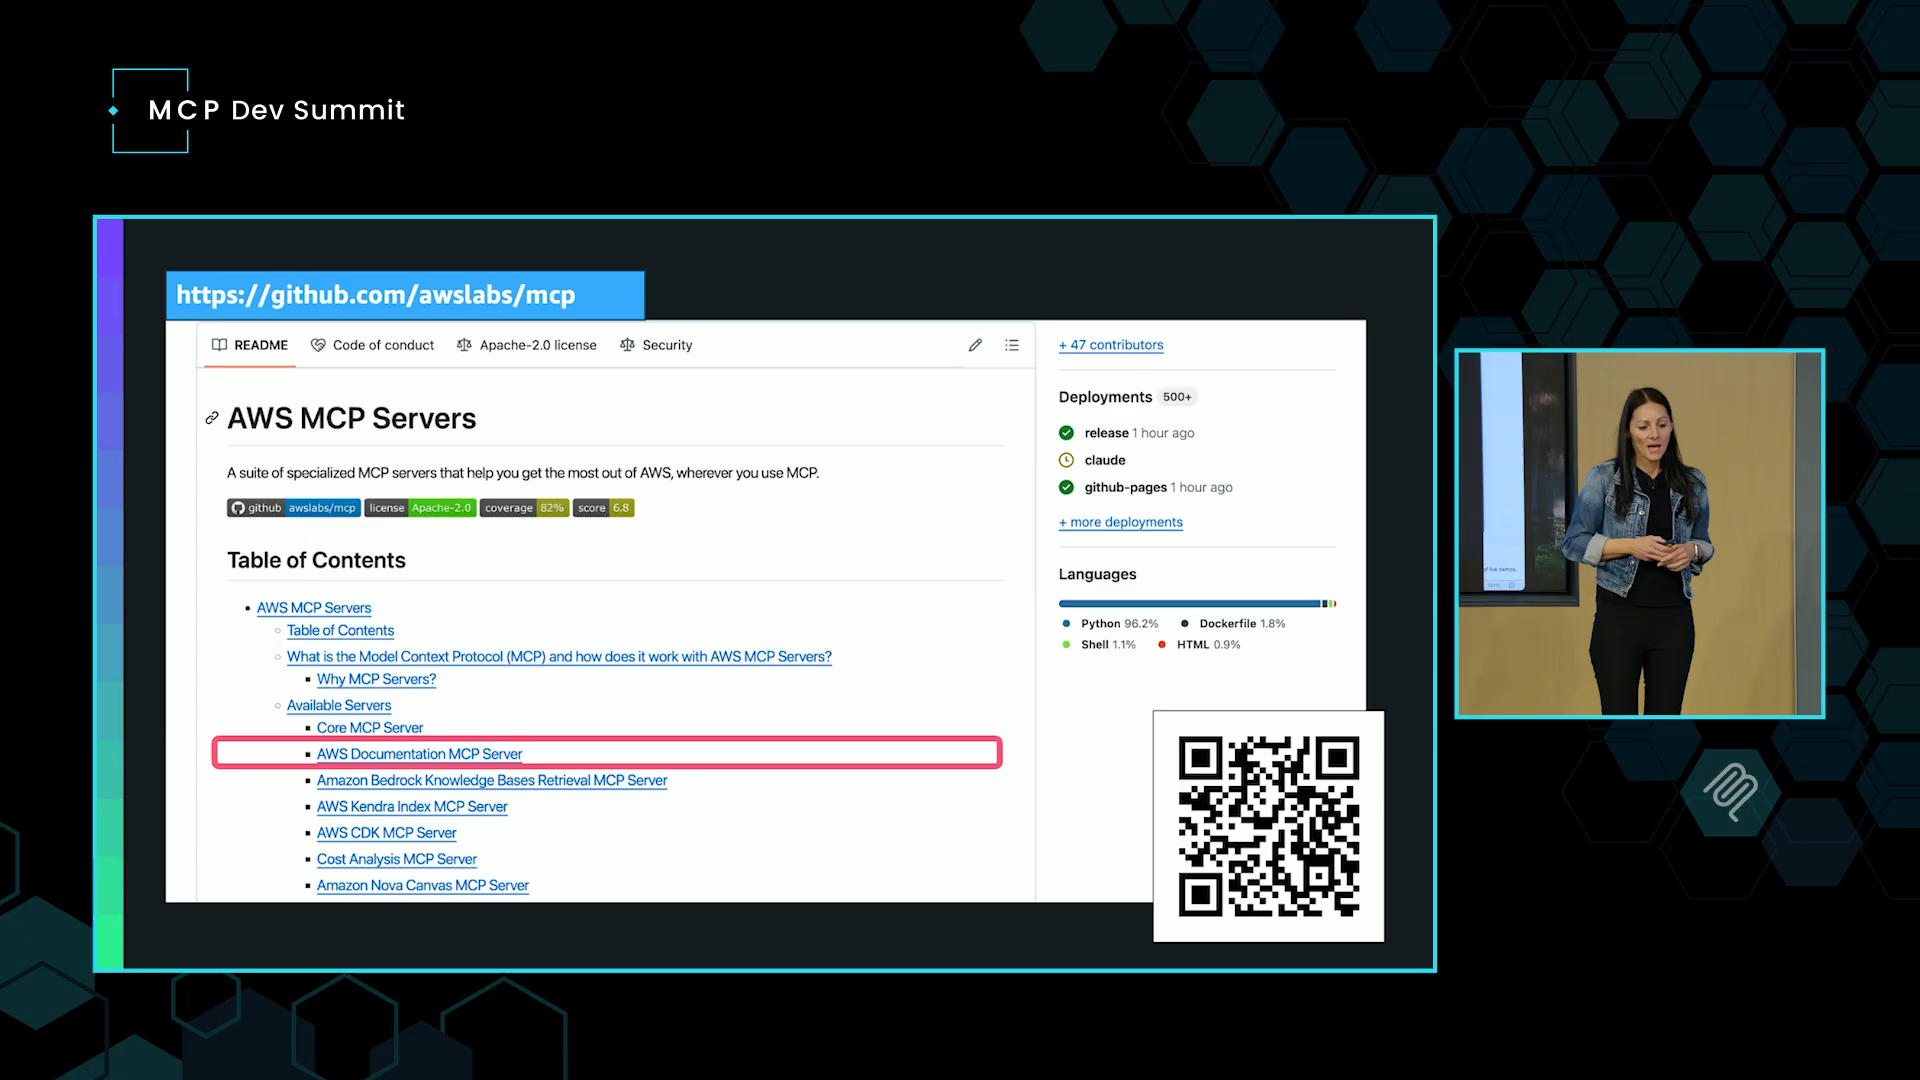 MCP Dev Summit
https://github.com/awslabs/mcp
README
Code of conduct
Apache-2.0 license
Security
AWS MCP Servers
A suite of specialized MCP servers that help you get the most out of AWS, wherever you use MCP.
github awslabs/mcp
license Apache-2.0
coverage 82%
score 6.8
Table of Contents
AWS MCP Servers
Table of Contents
What is the Model Context Protocol (MCP) and how does it work with AWS MCP Servers?
Why MCP Servers?
Available Servers
Core MCP Server
AWS Documentation MCP Server
Amazon Bedrock Knowledge Bases Retrieval MCP Server
AWS Kendra Index MCP Server
AWS CDK MCP Server
Cost Analysis MCP Server
Amazon Nova Canvas MCP Server
+ 47 contributors
Deployments 500+
release 1 hour ago
claude
github-pages 1 hour ago
+ more deployments
Languages
Python 96.2%
Dockerfile 1.8%
Shell 1.1%
HTML 0.9%
of live demos.